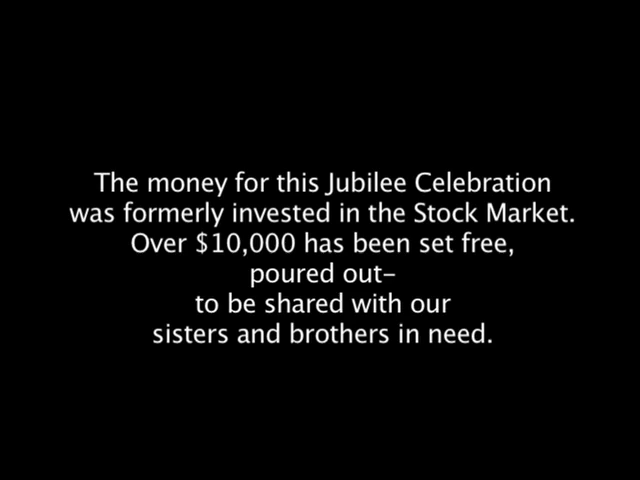 The money for this Jubilee Celebration
was formerly invested in the Stock Market.
Over $10,000 has been set free,
poured out-
to be shared with our
sisters and brothers in need.